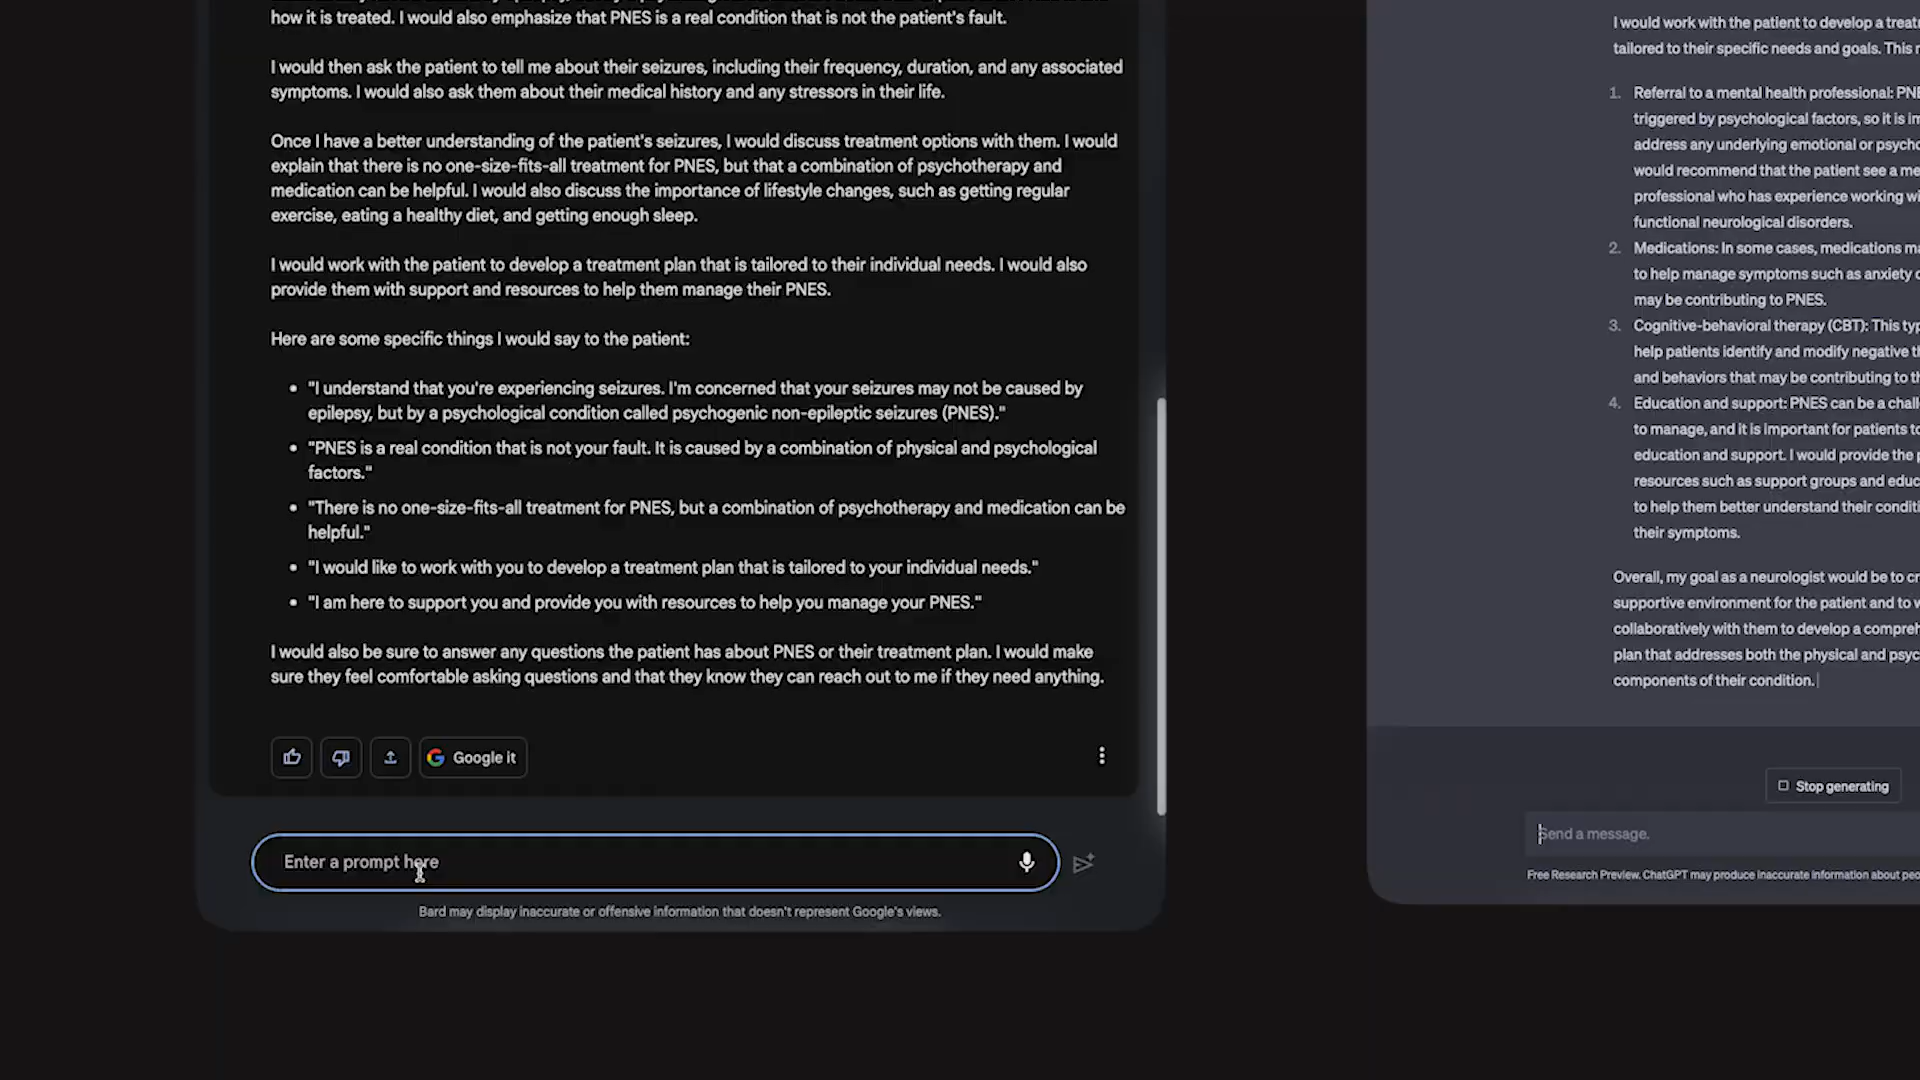 how it is treated. I would also emphasize that PNES is a real condition that is not the patient's fault.
I would then ask the patient to tell me about their seizures, including their frequency, duration, and any associated
symptoms. I would also ask them about their medical history and any stressors in their life.
Once I have a better understanding of the patient's seizures, I would discuss treatment options with them. I would
explain that there is no one-size-fits-all treatment for PNES, but that a combination of psychotherapy and
medication can be helpful. I would also discuss the importance of lifestyle changes, such as getting regular
exercise, eating a healthy diet, and getting enough sleep.
I would work with the patient to develop a treatment plan that is tailored to their individual needs. I would also
provide them with support and resources to help them manage their PNES.
Here are some specific things I would say to the patient:
• "I understand that you're experiencing seizures. I'm concerned that your seizures may not be caused by
epilepsy, but by a psychological condition called psychogenic non-epileptic seizures (PNES)."
• "PNES is a real condition that is not your fault. It is caused by a combination of physical and psychological
factors."
• "There is no one-size-fits-all treatment for PNES, but a combination of psychotherapy and medication can be
helpful."
• "I would like to work with you to develop a treatment plan that is tailored to your individual needs."
• "I am here to support you and provide you with resources to help you manage your PNES."
I would also be sure to answer any questions the patient has about PNES or their treatment plan. I would make
sure they feel comfortable asking questions and that they know they can reach out to me if they need anything.
Google it
Enter a prompt here
Bard may display inaccurate or offensive information that doesn't represent Google's views.
I would work with the patient to develop a treat
tailored to their specific needs and goals. This
1. Referral to a mental health professional: PNE
triggered by psychological factors, so it is im
address any underlying emotional or psycho
would recommend that the patient see a me
professional who has experience working wi
functional neurological disorders.
2. Medications: In some cases, medications ma
to help manage symptoms such as anxiety
may be contributing to PNES.
3. Cognitive-behavioral therapy (CBT): This typ
help patients identify and modify negative th
and behaviors that may be contributing to th
4. Education and support: PNES can be a chall
to manage, and it is important for patients to
education and support. I would provide the
resources such as support groups and educ
to help them better understand their conditi
their symptoms.
Overall, my goal as a neurologist would be to cr
supportive environment for the patient and to
collaboratively with them to develop a compreh
plan that addresses both the physical and psyc
components of their condition.
Stop generating
Send a message.
Free Research Preview. ChatGPT may produce inaccurate information about peo